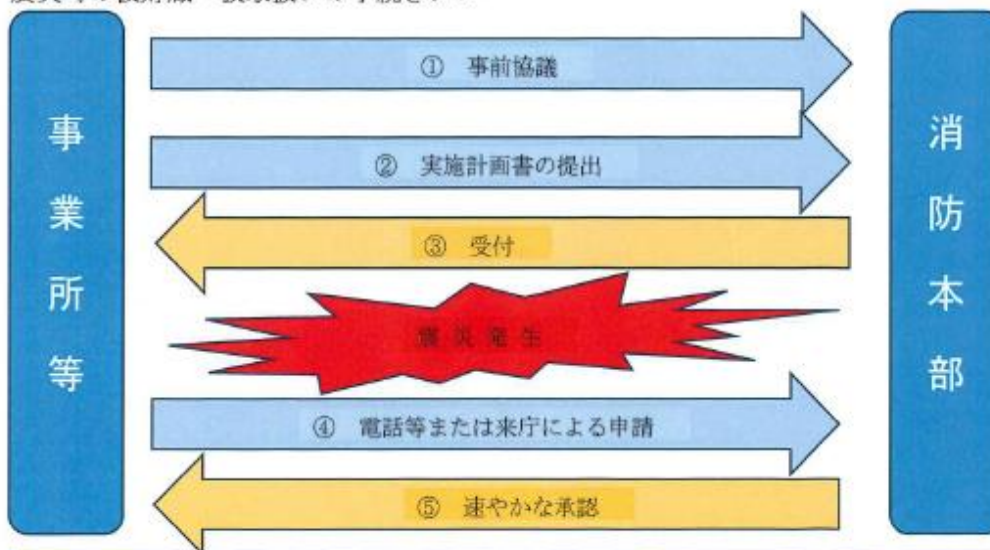 事業所等
① 事前協議
② 実施計画書の提出
③ 受付
震災発生
④ 電話等または来庁による申請
⑤ 速やかな承認
消防本部